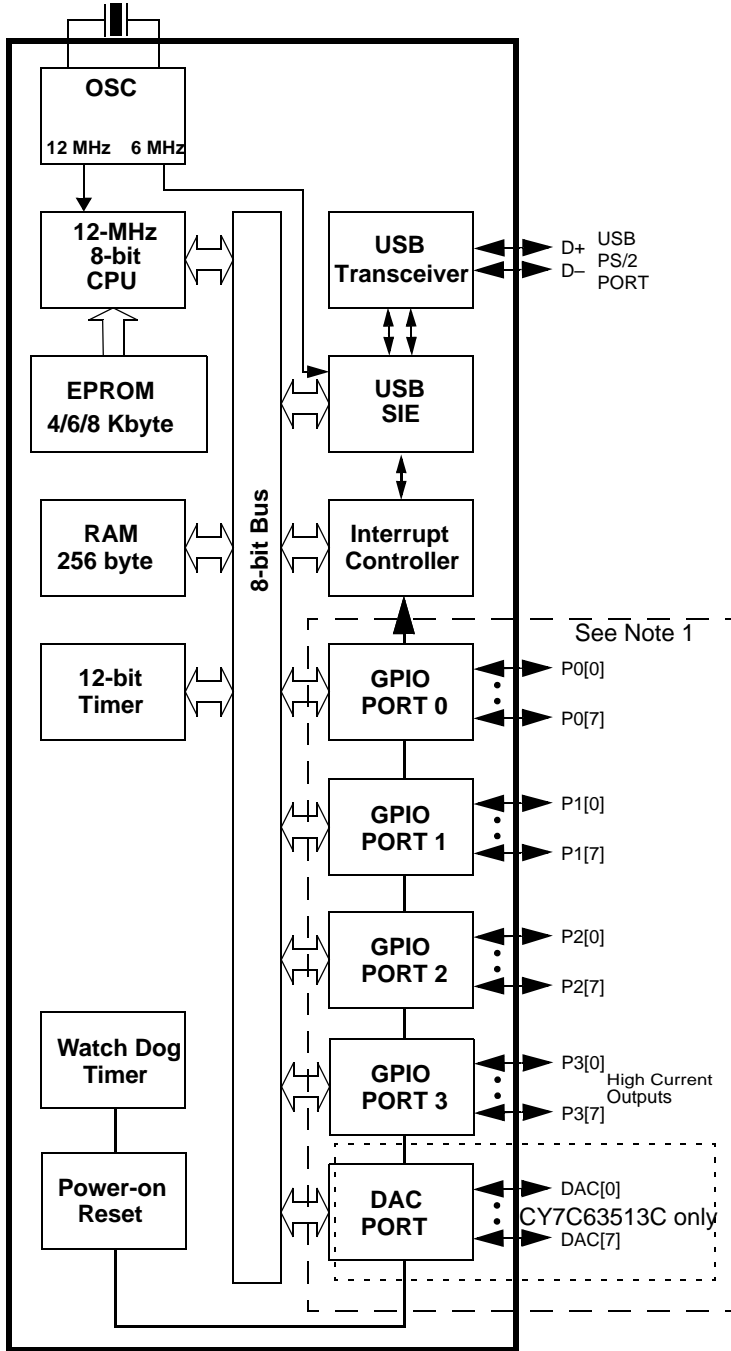 OSC
12 MHz 6 MHz
12-MHz
8-bit
CPU
USB
Transceiver
D+ USB
D– PS/2
PORT
EPROM
4/6/8 Kbyte
USB
SIE
8-bit Bus
RAM
256 byte
Interrupt
Controller
See Note 1
12-bit
Timer
GPIO
PORT 0
P0[0]
P0[7]
GPIO
PORT 1
P1[0]
P1[7]
GPIO
PORT 2
P2[0]
P2[7]
Watch Dog
Timer
GPIO
PORT 3
P3[0]
High Current
Outputs
P3[7]
Power-on
Reset
DAC
PORT
DAC[0]
CY7C63513C only
DAC[7]